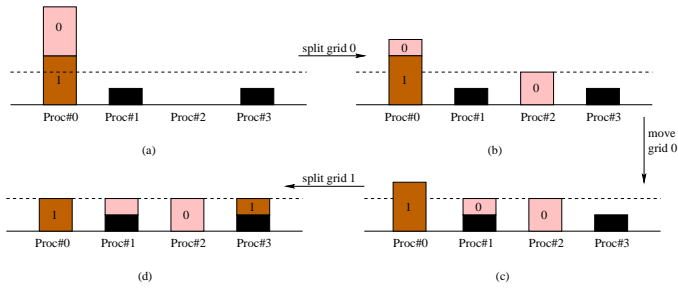 0
1
Proc#0 Proc#1 Proc#2 Proc#3
(a)
split grid 0
0
1
0
Proc#0 Proc#1 Proc#2 Proc#3
(b)
move
grid 0
1
0
0
Proc#0 Proc#1 Proc#2 Proc#3
(c)
split grid 1
1
0
1
Proc#0 Proc#1 Proc#2 Proc#3
(d)